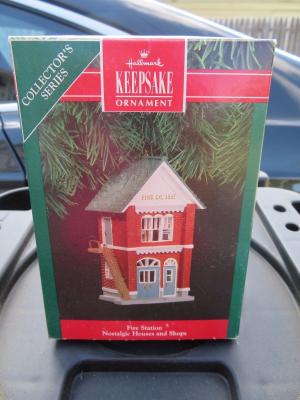 COLLECTOR'S
SERIES
Hallmark
KEEPSAKE
ORNAMENT
FIRE CO. 1991
Fire Station
Nostalgic Houses and Shops